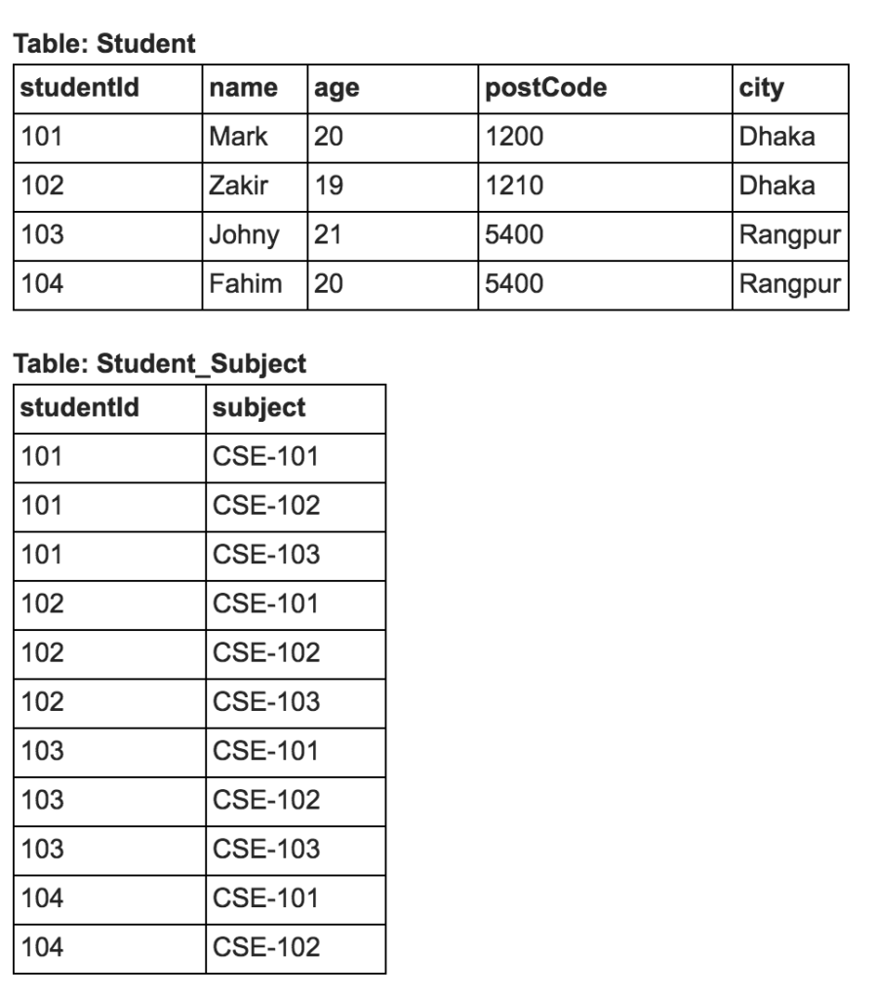 Table: Student
studentId name age postCode city
101 Mark 20 1200 Dhaka
102 Zakir 19 1210 Dhaka
103 Johny 21 5400 Rangpur
104 Fahim 20 5400 Rangpur
Table: Student_Subject
studentId subject
101 CSE-101
101 CSE-102
101 CSE-103
102 CSE-101
102 CSE-102
102 CSE-103
103 CSE-101
103 CSE-102
103 CSE-103
104 CSE-101
104 CSE-102